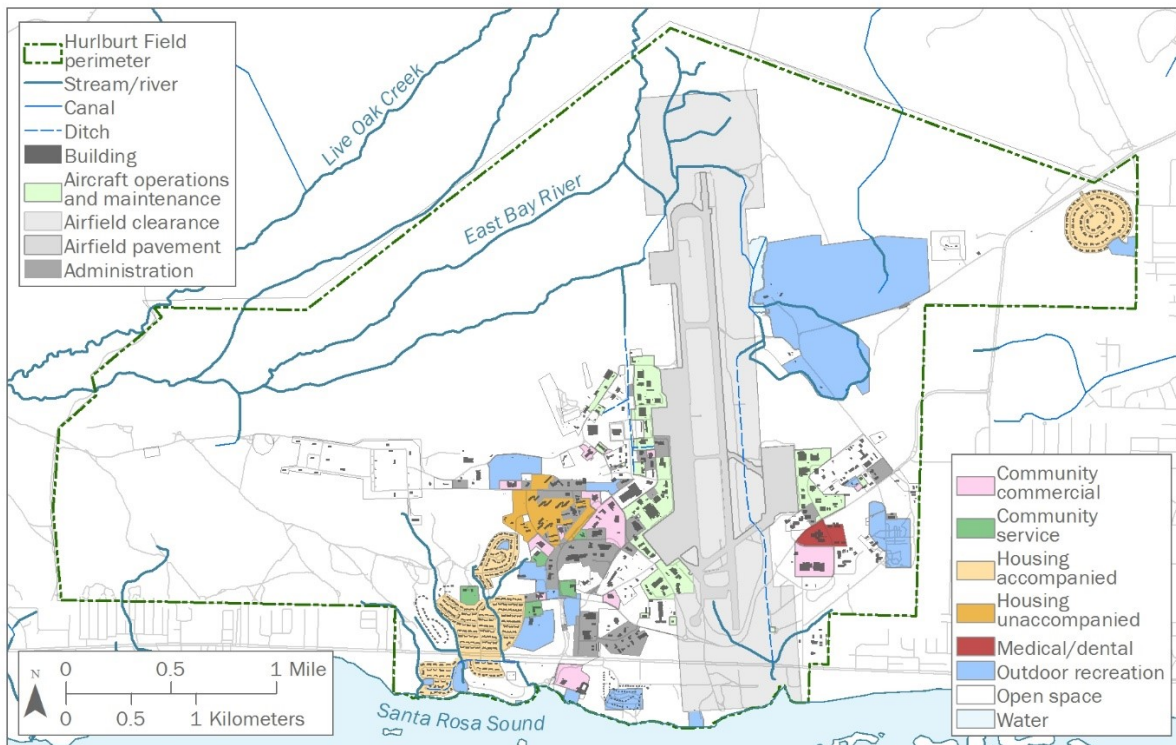 Hurlburt Field
perimeter
Stream/river
Canal
Ditch
Building
Aircraft operations
and maintenance
Airfield clearance
Airfield pavement
Administration
Live Oak Creek
East Bay River
Community
commercial
Community
service
Housing
accompanied
Housing
unaccompanied
Medical/dental
Outdoor recreation
Open space
Water
N
0 0.5 1 Mile
0 0.5 1 Kilometers
Santa Rosa Sound